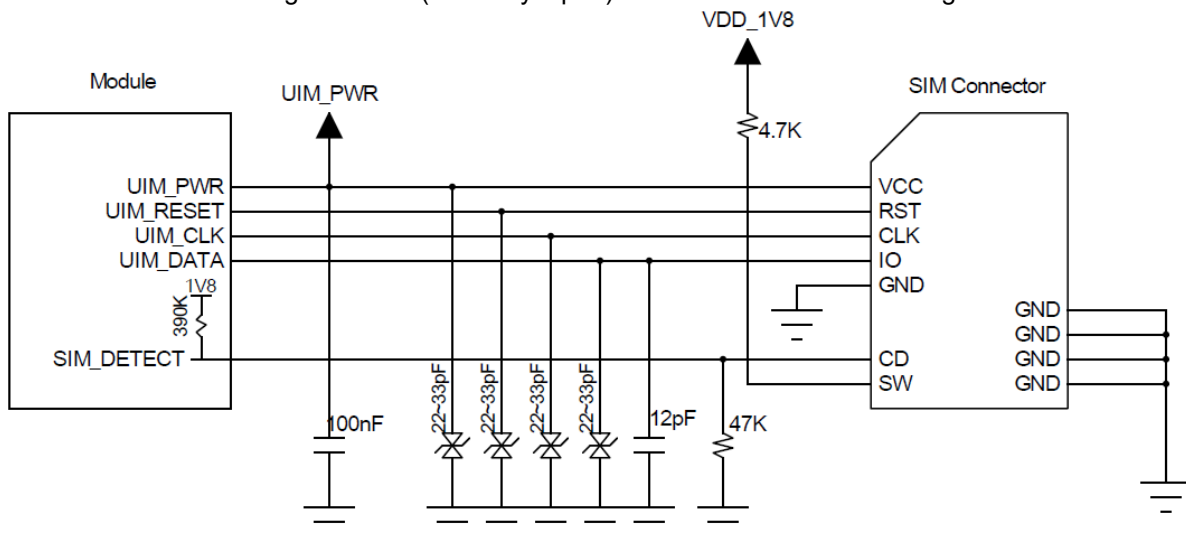 VDD_1V8
Module
UIM_PWR
SIM Connector
4.7K
UIM_PWR
VCC
UIM_RESET
RST
UIM_CLK
CLK
UIM_DATA
IO
GND
1V8
390K
GND
GND
SIM_DETECT
CD
GND
SW
GND
100nF
22~33pF
22~33pF
22~33pF
22~33pF
12pF
47K